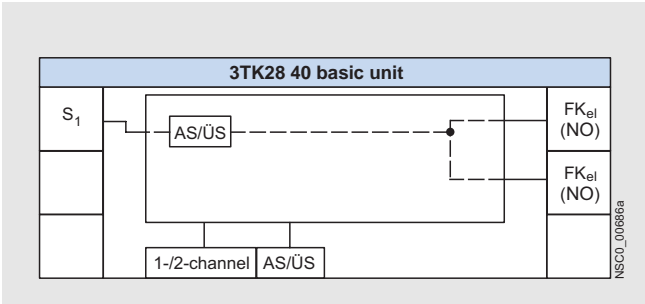 3TK28 40 basic unit
S1
AS/ÜS
FKel
(NO)
FKel
(NO)
1-/2-channel
AS/ÜS
NSC0_00686a